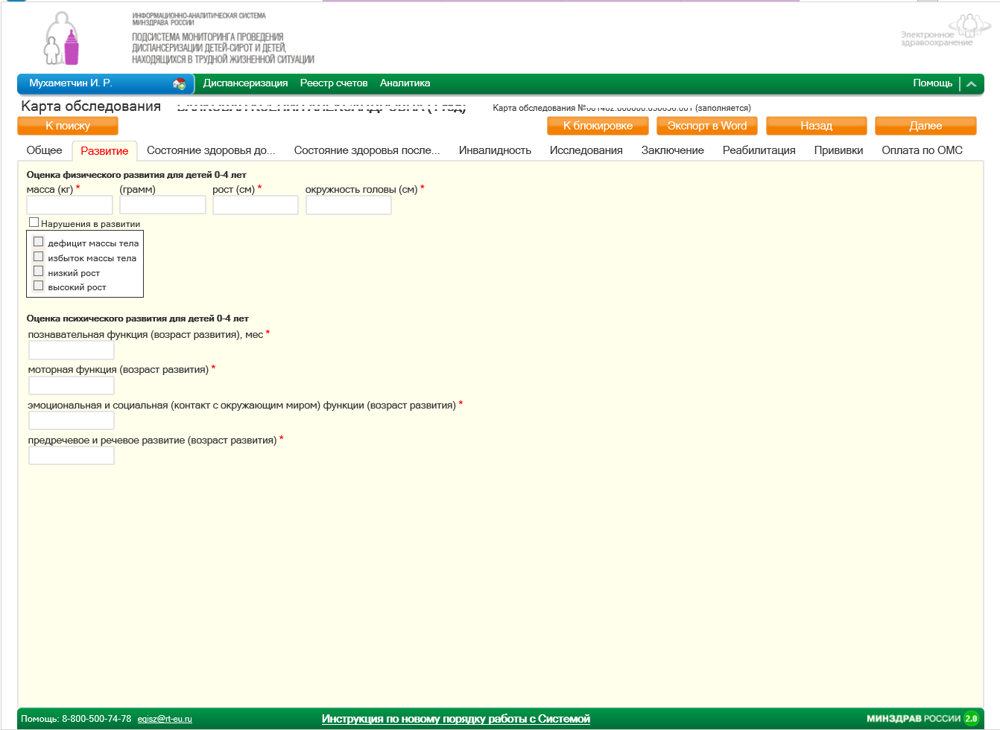 ИНФОРМАЦИОННО-АНАЛИТИЧЕСКАЯ СИСТЕМА
МИНЗДРАВА РОССИИ
ПОДСИСТЕМА МОНИТОРИНГА ПРОВЕДЕНИЯ
ДИСПАНСЕРИЗАЦИИ ДЕТЕЙ-СИРОТ И ДЕТЕЙ,
НАХОДЯЩИХСЯ В ТРУДНОЙ ЖИЗНЕННОЙ СИТУАЦИИ
Электронное
здравоохранение
Мухаметчин И. Р. Диспансеризация Реестр счетов Аналитика Помощь
Карта обследования Карта обследования (заполняется)
К поиску К блокировке Экспорт в Word Назад Далее
Общее Развитие Состояние здоровья до... Состояние здоровья после... Инвалидность Исследования Заключение Реабилитация Прививки Оплата по ОМС
Оценка физического развития для детей 0-4 лет
масса (кг) * (грамм) рост (см) * окружность головы (см) *
Нарушения в развитии
дефицит массы тела
избыток массы тела
низкий рост
высокий рост
Оценка психического развития для детей 0-4 лет
познавательная функция (возраст развития), мес *
моторная функция (возраст развития) *
эмоциональная и социальная (контакт с окружающим миром) функции (возраст развития) *
предречевое и речевое развитие (возраст развития) *
Помощь: 8-800-500-74-78 egisz@rt-eu.ru Инструкция по новому порядку работы с Системой МИНЗДРАВ РОССИИ 2.0